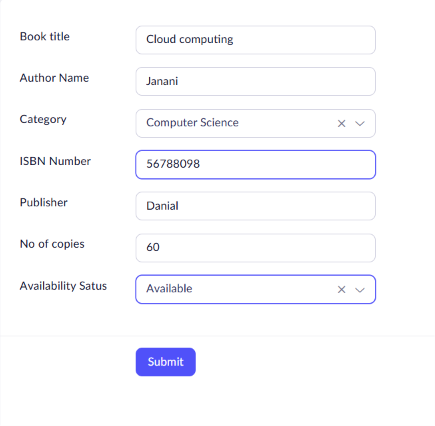 Book title
Cloud computing
Author Name
Janani
Category
Computer Science
ISBN Number
56788098
Publisher
Danial
No of copies
60
Availability Satus
Available
Submit